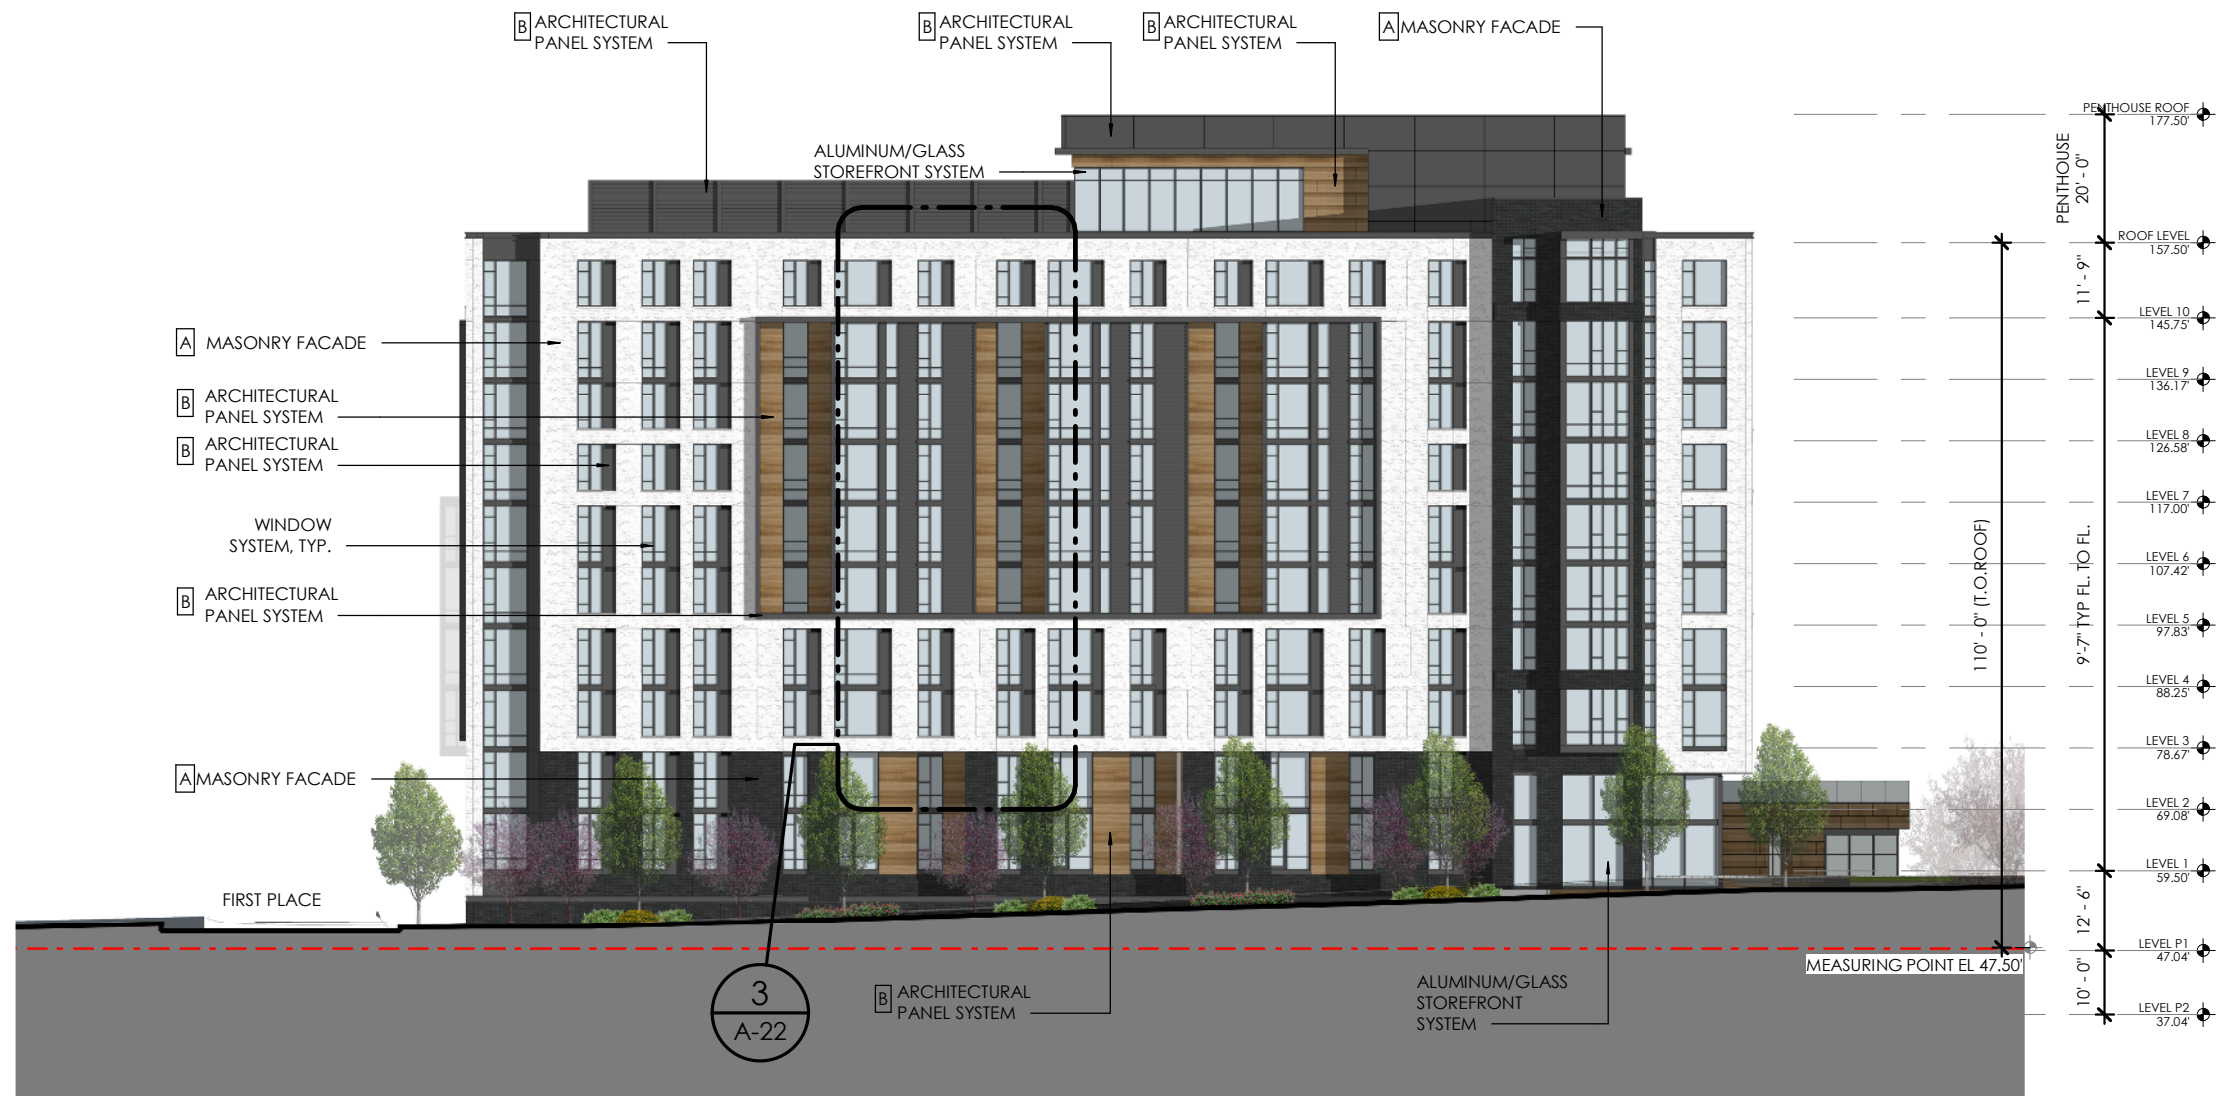 B ARCHITECTURAL
PANEL SYSTEM
B ARCHITECTURAL
PANEL SYSTEM
B ARCHITECTURAL
PANEL SYSTEM
A MASONRY FACADE
ALUMINUM/GLASS
STOREFRONT SYSTEM
A MASONRY FACADE
B ARCHITECTURAL
PANEL SYSTEM
B ARCHITECTURAL
PANEL SYSTEM
WINDOW
SYSTEM, TYP.
B ARCHITECTURAL
PANEL SYSTEM
A MASONRY FACADE
FIRST PLACE
3
A-22
B ARCHITECTURAL
PANEL SYSTEM
ALUMINUM/GLASS
STOREFRONT
SYSTEM
MEASURING POINT EL 47.50'
110' - 0" (T.O.ROOF)
PENTHOUSE
20' - 0"
11' - 9"
9'-7" TYP FL. TO FL.
12' - 6"
10' - 0"
PENTHOUSE ROOF
177.50'
ROOF LEVEL
157.50'
LEVEL 10
145.75'
LEVEL 9
136.17'
LEVEL 8
126.58'
LEVEL 7
117.00'
LEVEL 6
107.42'
LEVEL 5
97.83'
LEVEL 4
88.25'
LEVEL 3
78.67'
LEVEL 2
69.08'
LEVEL 1
59.50'
LEVEL P1
47.04'
LEVEL P2
37.04'